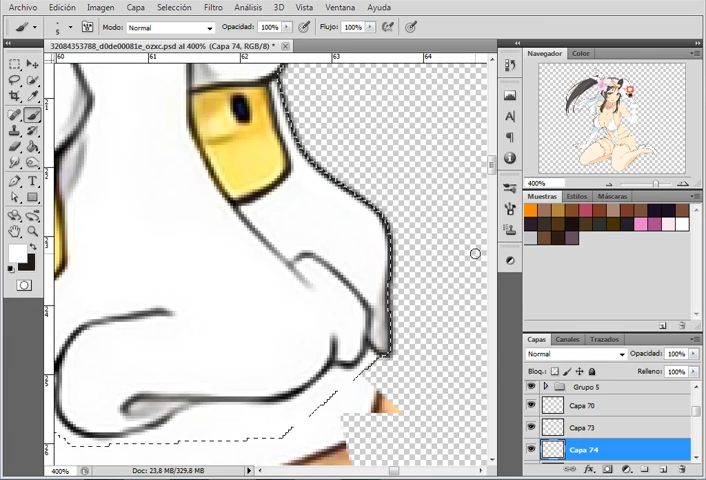 Archivo Edición Imagen Capa Selección Filtro Análisis 3D Vista Ventana Ayuda
5 Modo: Normal Opacidad: 100% Flujo: 100%
32084353788_d0de00081e_ozxc.psd al 400% (Capa 74, RGB/8) *
60 61 62 63 64
Navegador Color
400%
Muestras Estilos Máscaras
Capas Canales Trazados
Normal Opacidad: 100%
Bloq.: Relleno: 100%
Grupo 5
Capa 70
Capa 73
Capa 74
400% Doc: 23,8 MB/329,8 MB